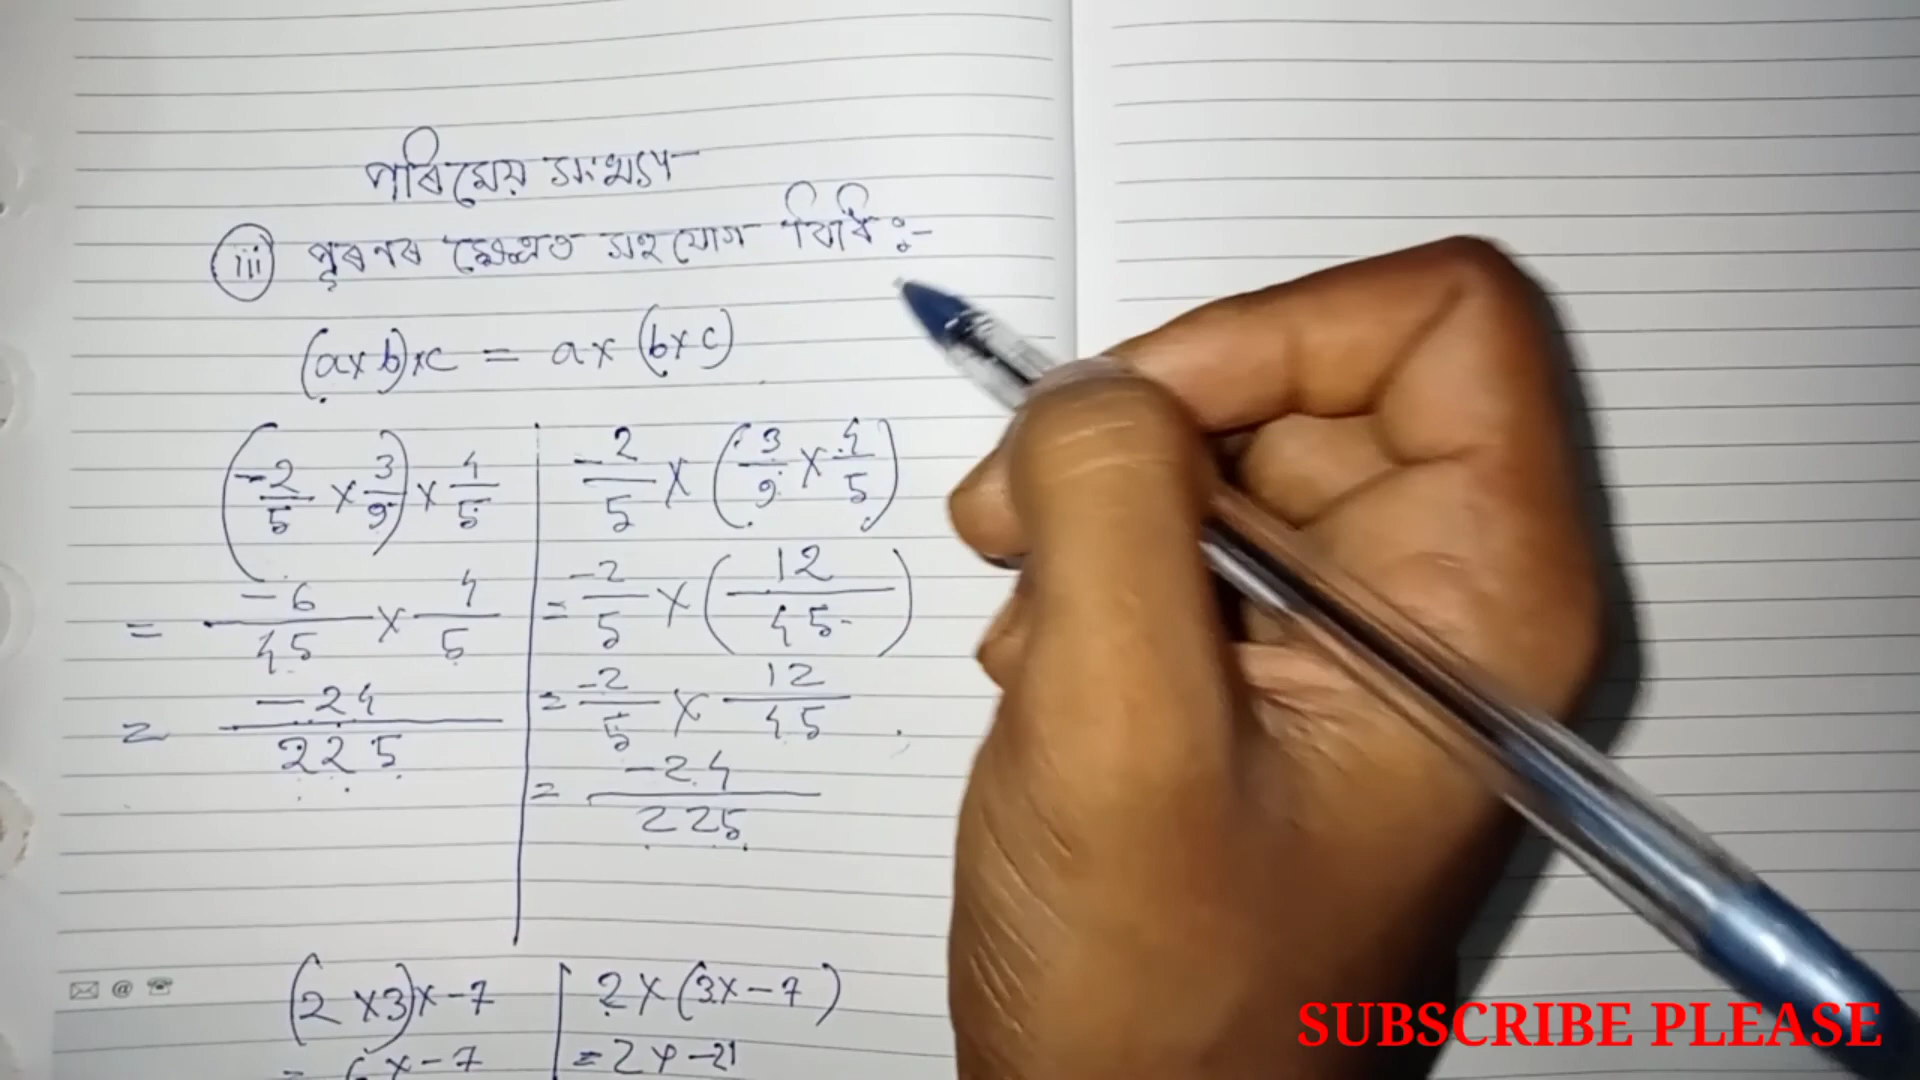 পৰিমেয় সংখ্যা
(iii) পূৰণৰ ক্ষেত্ৰত সহযোগ বিধি :-
(a×b)×c = a×(b×c)
(-2/5 × 3/9) × 4/5
= -6/45 × 4/5
= -24/225
-2/5 × (3/9 × 4/5)
= -2/5 × (12/45)
= -2/5 × 12/45
= -24/225
(2×3)×-7
= 6×-7
2×(3×-7)
=2×-21
SUBSCRIBE PLEASE